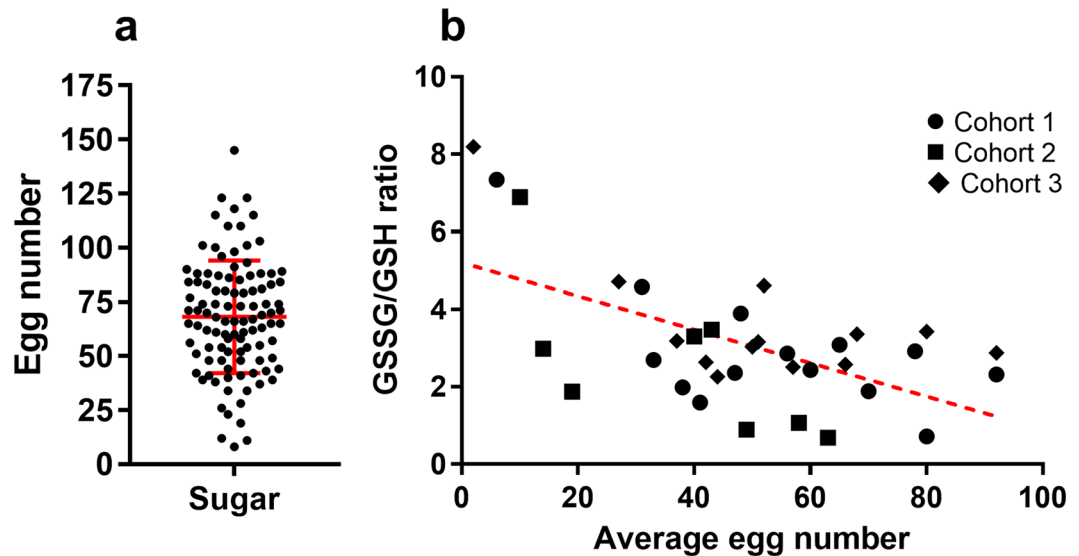 a
b
175
150
125
100
75
50
25
0
Egg number
Sugar
10
8
6
4
2
0
GSSG/GSH ratio
Cohort 1
Cohort 2
Cohort 3
0 20 40 60 80 100
Average egg number